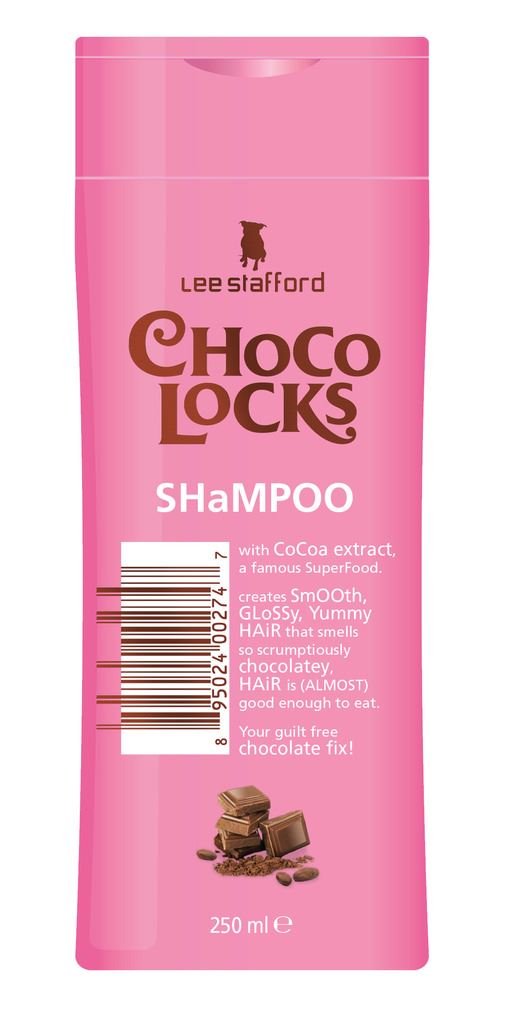 Lee Stafford
CHOCO
LOCKS
SHaMPOO
with CoCoa extract,
a famous SuperFood.
creates SmOOth,
GLoSSy, Yummy
HAiR that smells
so scrumptiously
chocolatey,
HAiR is (ALMOST)
good enough to eat.
Your guilt free
chocolate fix!
8 95024 00274 7
250 ml ℮